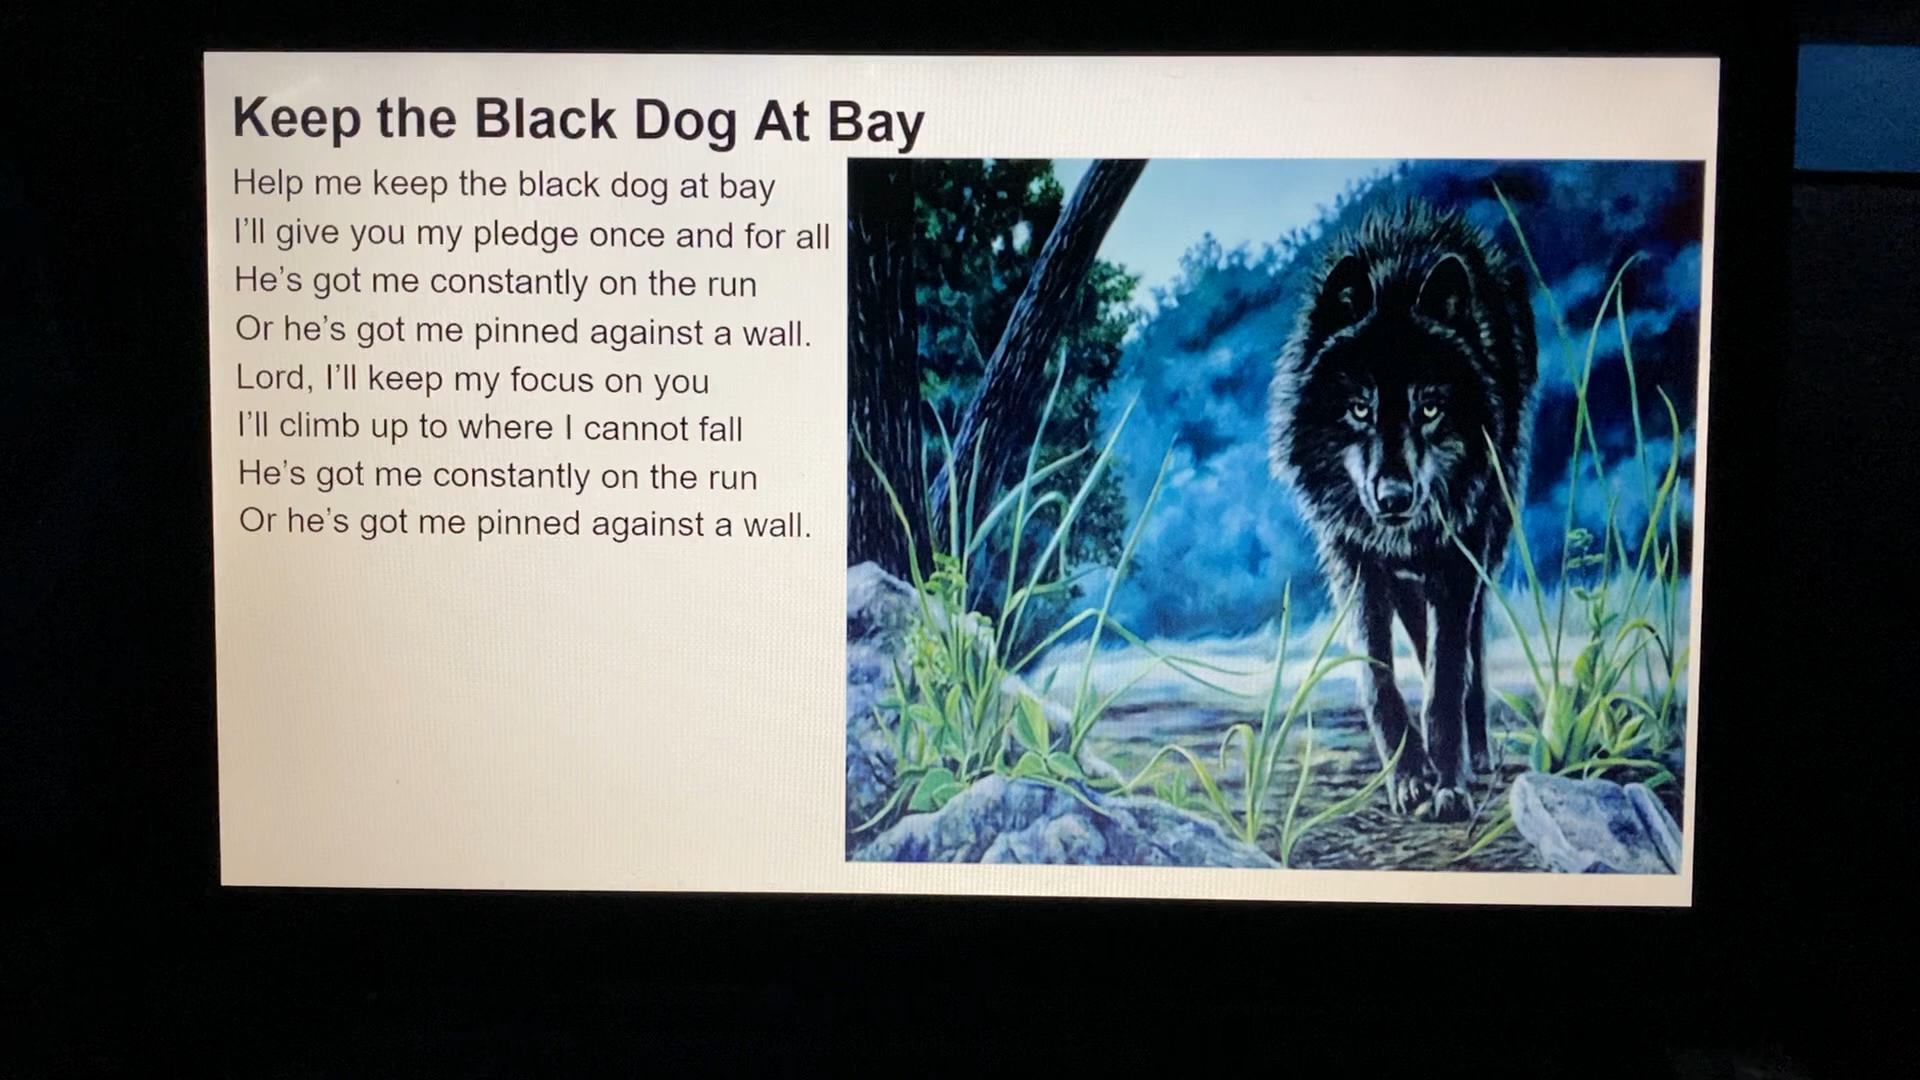 Keep the Black Dog At Bay
Help me keep the black dog at bay
I’ll give you my pledge once and for all
He’s got me constantly on the run
Or he’s got me pinned against a wall.
Lord, I’ll keep my focus on you
I’ll climb up to where I cannot fall
He’s got me constantly on the run
Or he’s got me pinned against a wall.